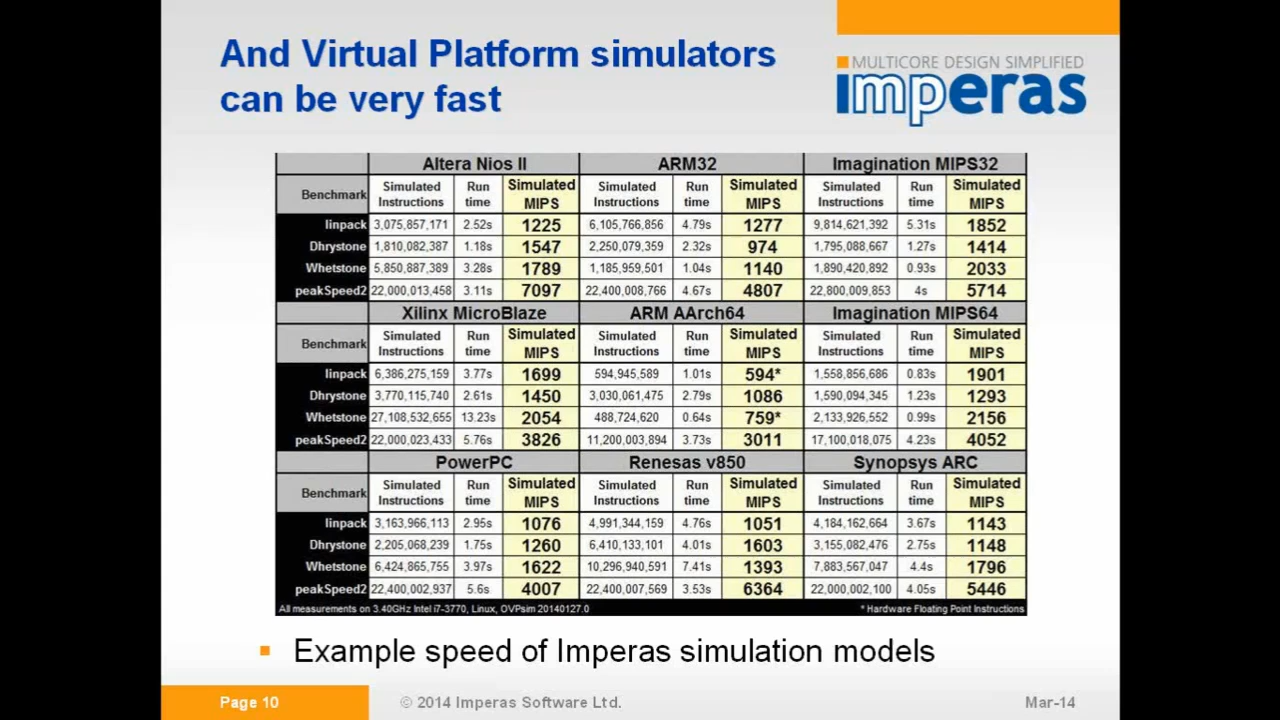 And Virtual Platform simulators
can be very fast
MULTICORE DESIGN SIMPLIFIED
imperas
Altera Nios II ARM32 Imagination MIPS32
Benchmark Simulated Instructions Run time Simulated MIPS Simulated Instructions Run time Simulated MIPS Simulated Instructions Run time Simulated MIPS
linpack 3,075,857,171 2.52s 1225 6,105,766,856 4.79s 1277 9,814,621,392 5.31s 1852
Dhrystone 1,810,082,387 1.18s 1547 2,250,079,359 2.32s 974 1,795,088,667 1.27s 1414
Whetstone 5,850,887,389 3.28s 1789 1,185,959,501 1.04s 1140 1,890,420,892 0.93s 2033
peakSpeed2 22,000,013,458 3.11s 7097 22,400,008,766 4.67s 4807 22,800,009,853 4s 5714
Xilinx MicroBlaze ARM AArch64 Imagination MIPS64
Benchmark Simulated Instructions Run time Simulated MIPS Simulated Instructions Run time Simulated MIPS Simulated Instructions Run time Simulated MIPS
linpack 6,386,275,159 3.77s 1699 594,945,589 1.01s 594* 1,558,856,686 0.83s 1901
Dhrystone 3,770,115,740 2.61s 1450 3,030,061,475 2.79s 1086 1,590,094,345 1.23s 1293
Whetstone 27,108,532,655 13.23s 2054 488,724,620 0.64s 759* 2,133,926,552 0.99s 2156
peakSpeed2 22,000,023,433 5.76s 3826 11,200,003,894 3.73s 3011 17,100,018,075 4.23s 4052
PowerPC Renesas v850 Synopsys ARC
Benchmark Simulated Instructions Run time Simulated MIPS Simulated Instructions Run time Simulated MIPS Simulated Instructions Run time Simulated MIPS
linpack 3,163,966,113 2.95s 1076 4,991,344,159 4.76s 1051 4,184,162,664 3.67s 1143
Dhrystone 2,205,068,239 1.75s 1260 6,410,133,101 4.01s 1603 3,155,082,476 2.75s 1148
Whetstone 6,424,865,755 3.97s 1622 10,296,940,591 7.41s 1393 7,883,567,047 4.4s 1796
peakSpeed2 22,400,002,937 5.6s 4007 22,400,007,569 3.53s 6364 22,000,002,100 4.05s 5446
All measurements on 3.40GHz Intel i7-3770, Linux, OVPsim 20140127.0 * Hardware Floating Point Instructions
Example speed of Imperas simulation models
Page 10 © 2014 Imperas Software Ltd. Mar-14